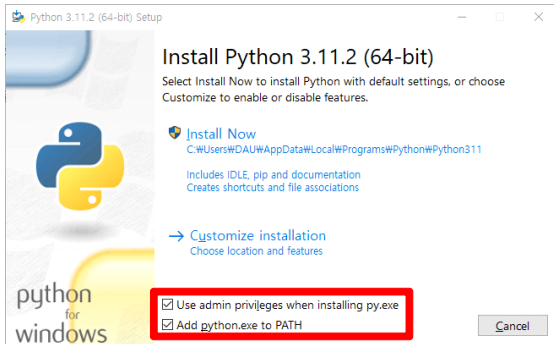 Python 3.11.2 (64-bit) Setup
Install Python 3.11.2 (64-bit)
Select Install Now to install Python with default settings, or choose
Customize to enable or disable features.
Install Now
C:₩Users₩DAU₩AppData₩Local₩Programs₩Python₩Python311
Includes IDLE, pip and documentation
Creates shortcuts and file associations
→ Customize installation
Choose location and features
python
for
windows
Use admin privileges when installing py.exe
Add python.exe to PATH
Cancel